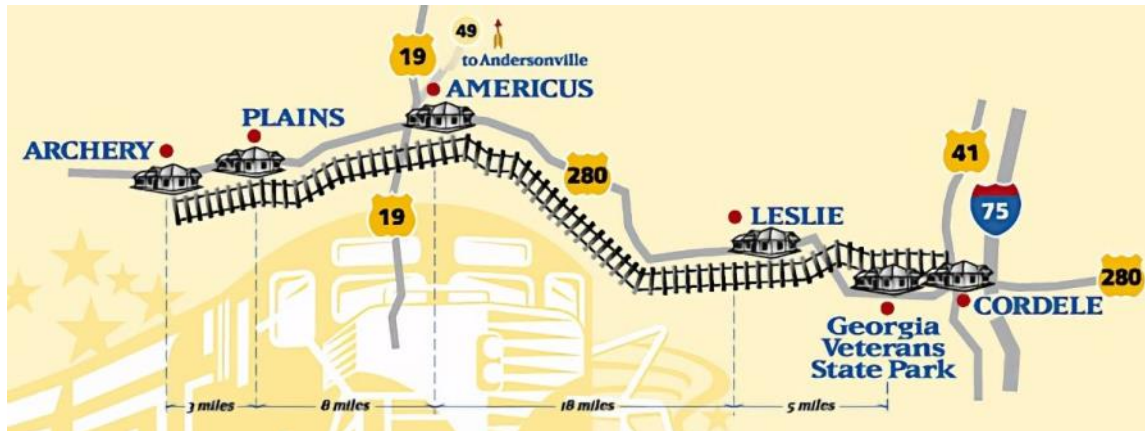 49
19
to Andersonville
AMERICUS
PLAINS
ARCHERY
41
280
75
19
LESLIE
280
CORDELE
Georgia
Veterans
State Park
3 miles
8 miles
18 miles
5 miles